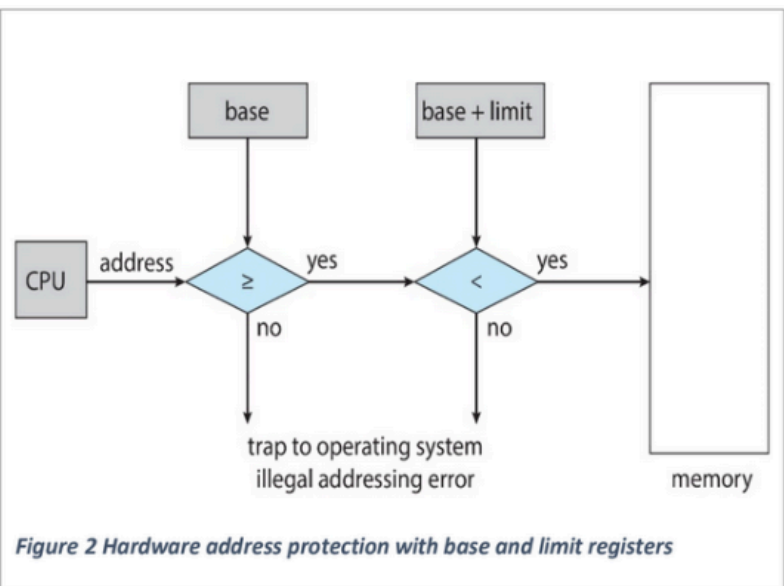 base
base + limit
CPU
address
≥
yes
<
yes
no
no
trap to operating system
illegal addressing error
memory
Figure 2 Hardware address protection with base and limit registers